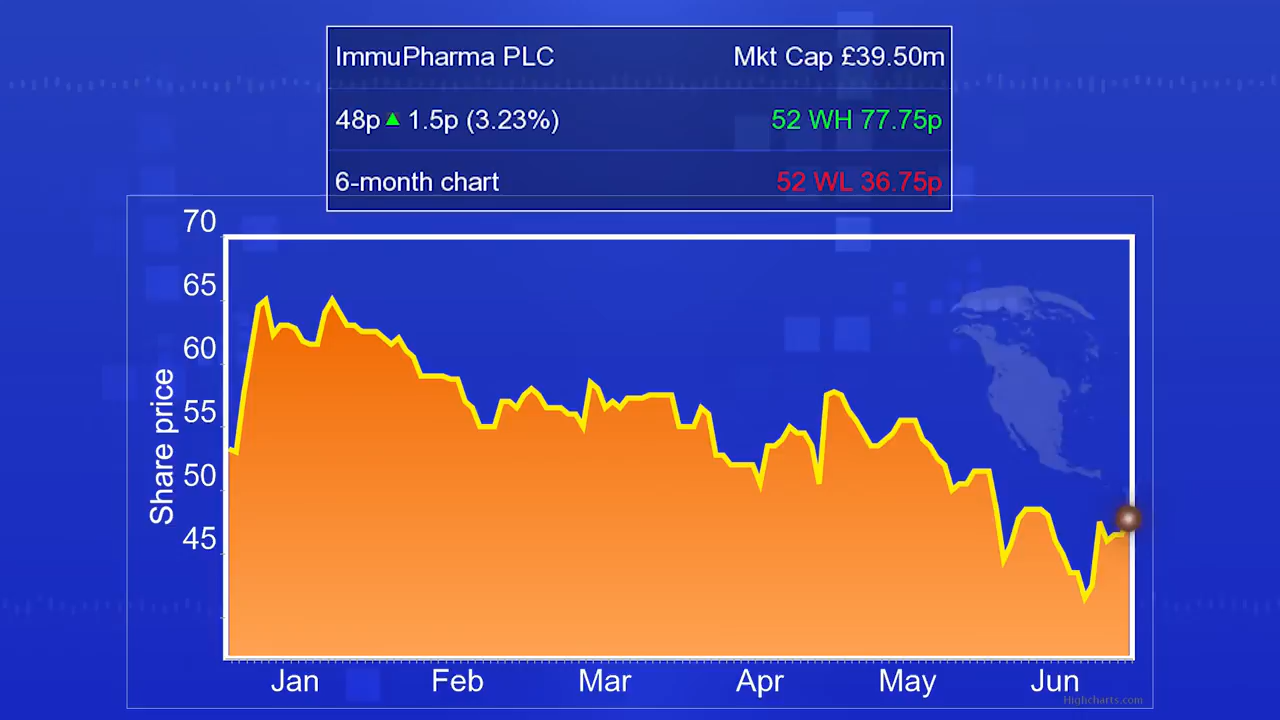 ImmuPharma PLC Mkt Cap £39.50m
48p▲ 1.5p (3.23%) 52 WH 77.75p
6-month chart 52 WL 36.75p
70
65
60
55
50
45
Share price
Jan Feb Mar Apr May Jun
Highcharts.com